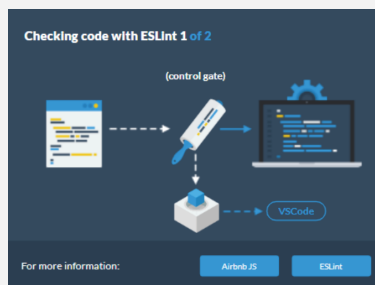 Checking code with ESLint 1 of 2
(control gate)
VSCode
For more information:
Airbnb JS
ESLint